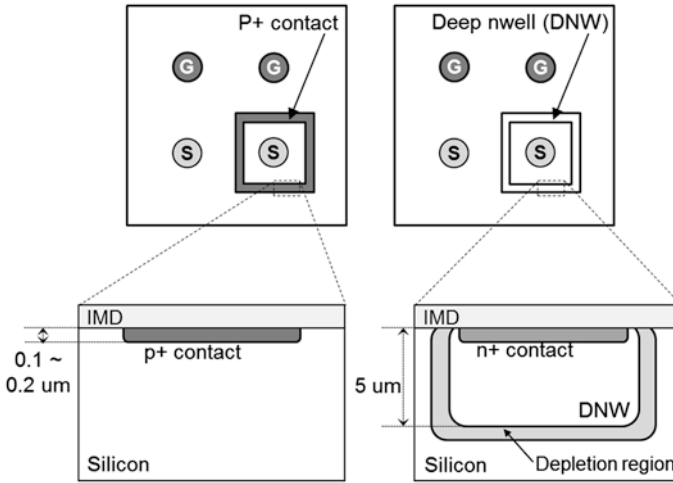 P+ contact
G
G
S
S
Deep nwell (DNW)
G
G
S
S
IMD
p+ contact
0.1 ~
0.2 um
Silicon
IMD
n+ contact
5 um
DNW
Depletion region
Silicon